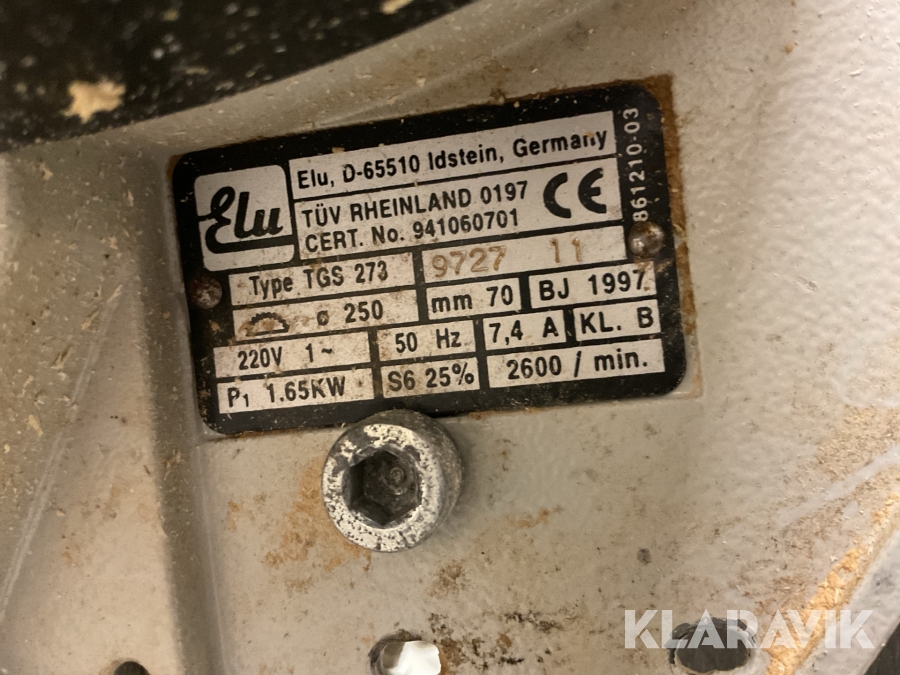 Elu
Elu, D-65510 Idstein, Germany
TÜV RHEINLAND 0197
CERT. No. 941060701
CE
861210-03
Type TGS 273
9727 11
ø 250
mm 70
BJ 1997
220V 1~
50 Hz
7,4 A
KL. B
P₁ 1.65KW
S6 25%
2600 / min.
KLARAVIK